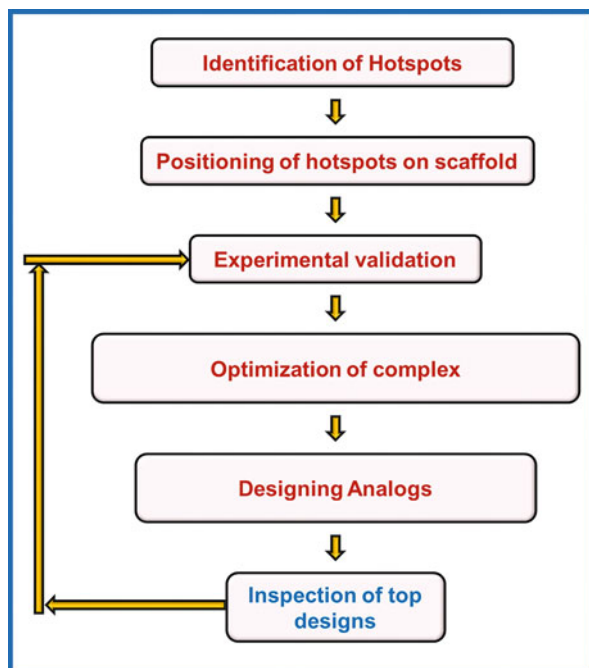 Identification of Hotspots
Positioning of hotspots on scaffold
Experimental validation
Optimization of complex
Designing Analogs
Inspection of top
designs